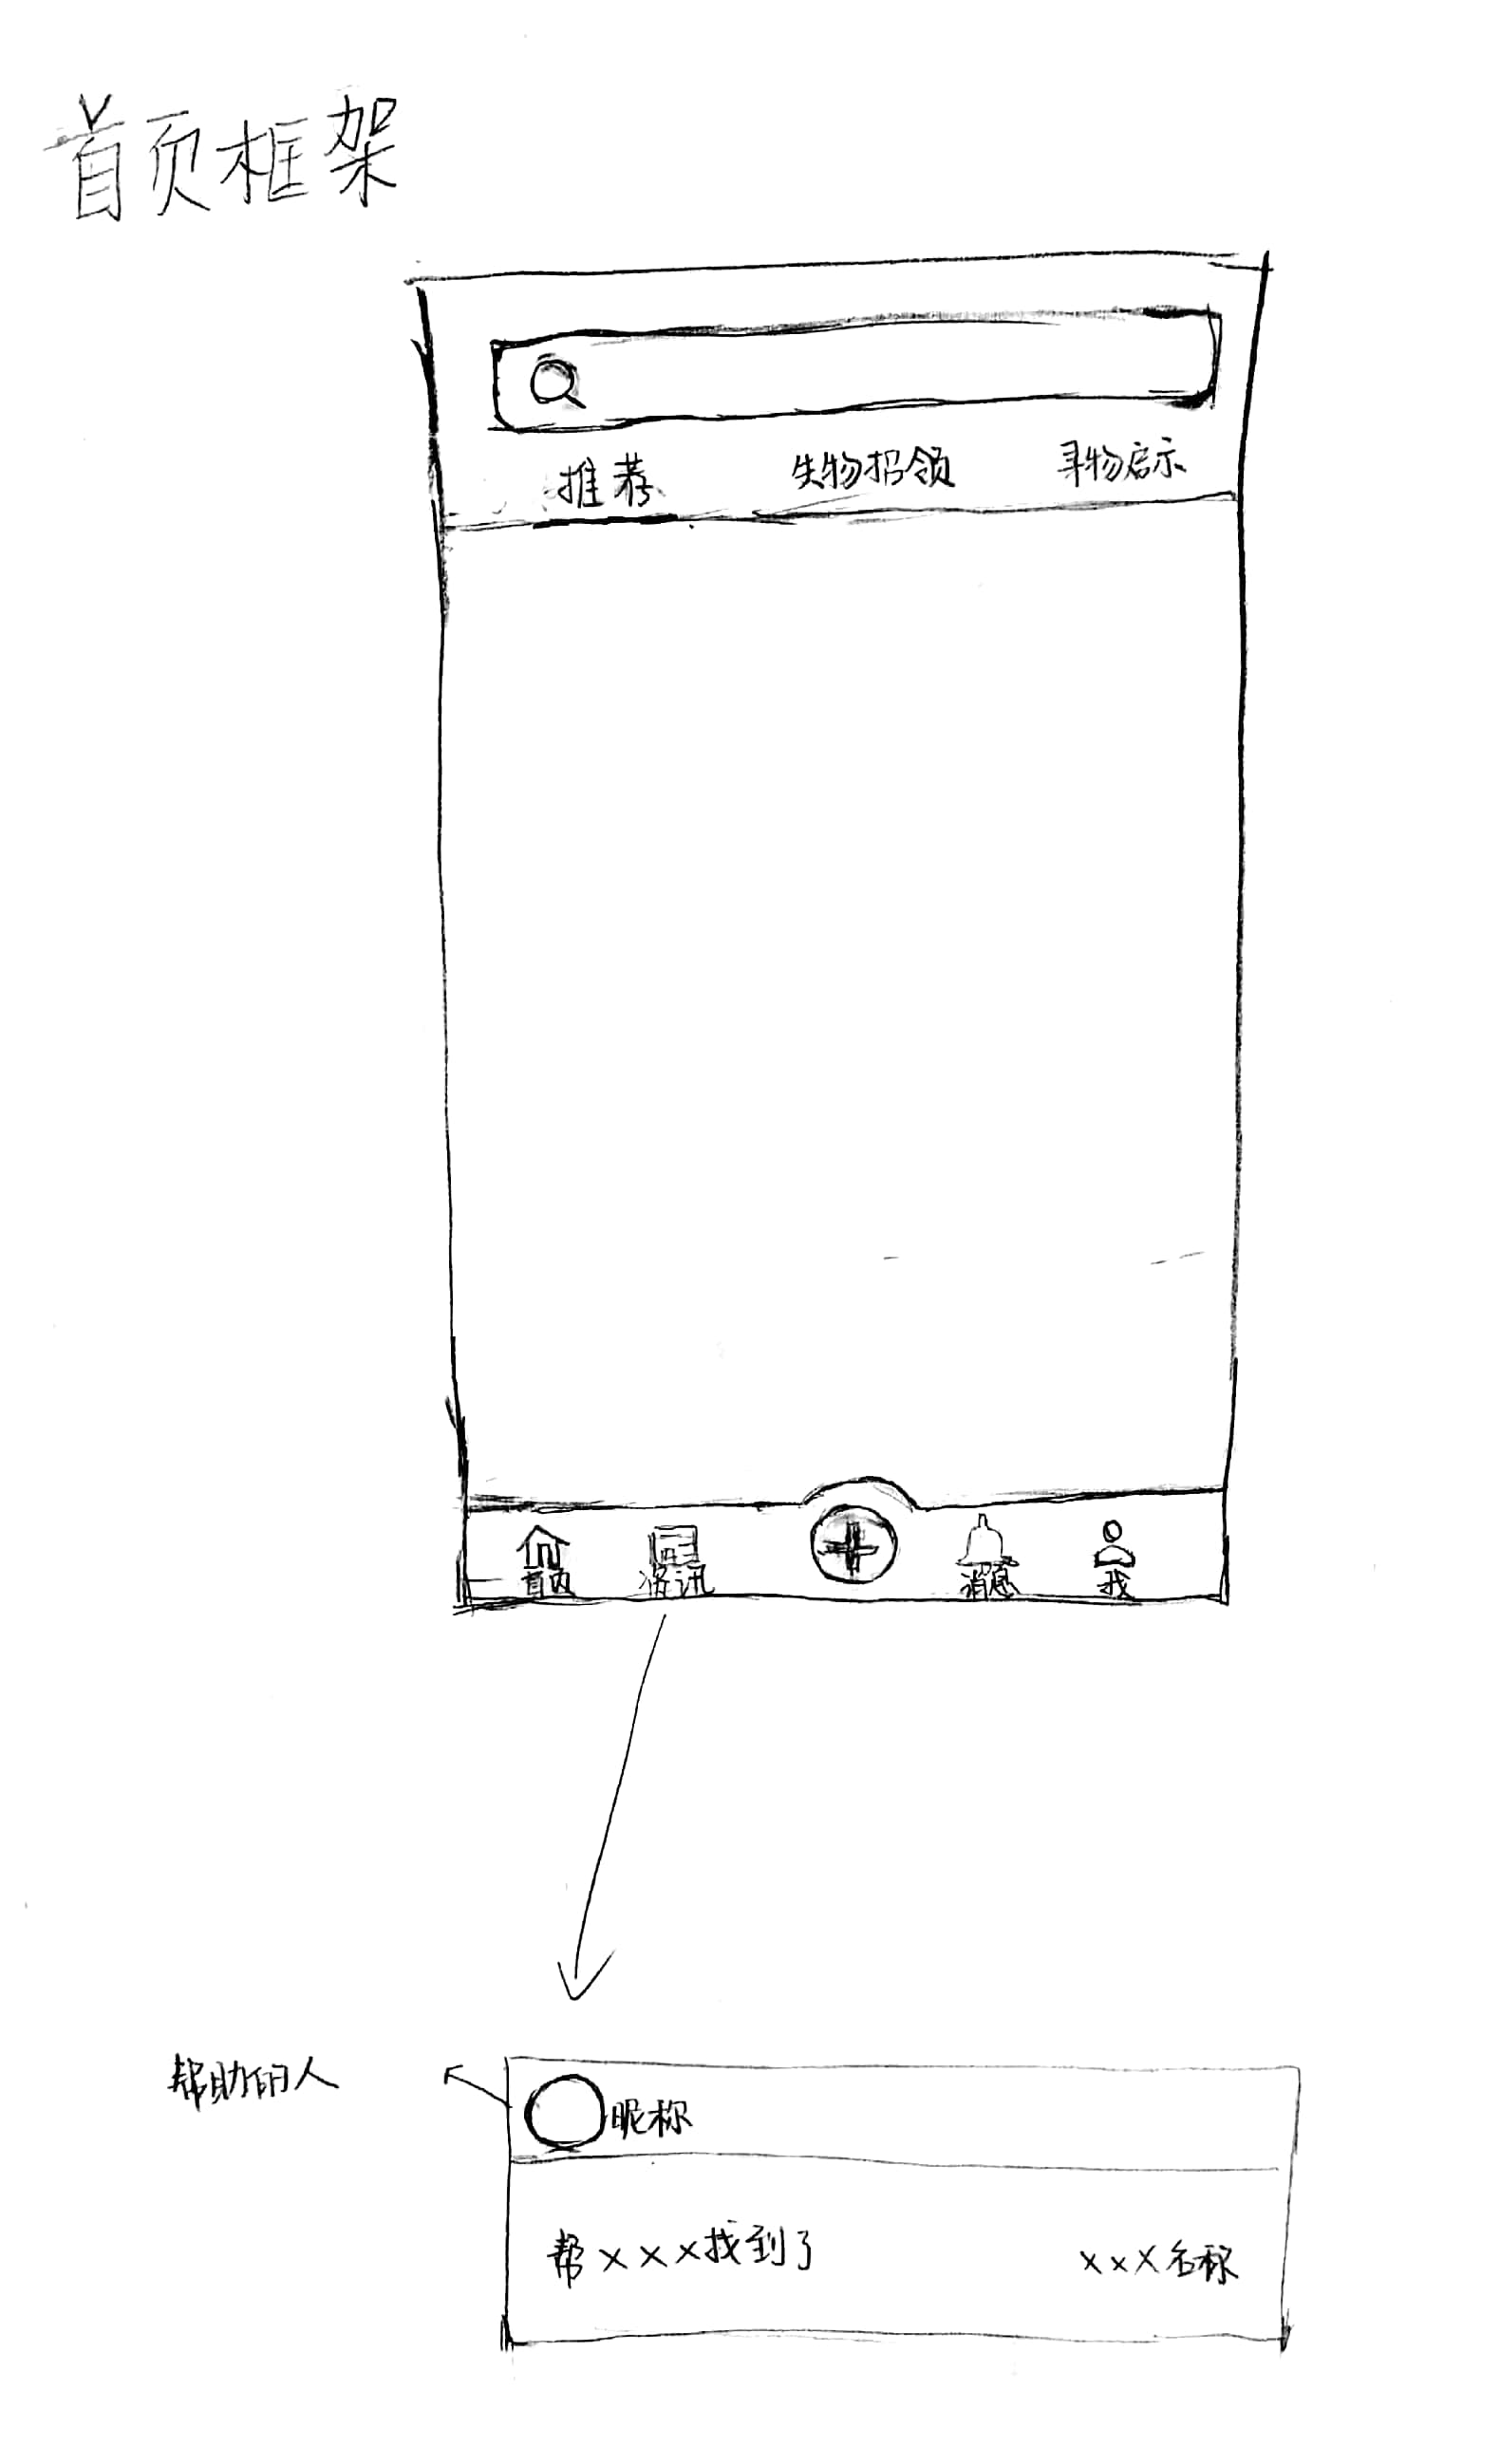 首页框架
推荐 失物招领 寻物启示
首页 资讯 消息 我
帮助的人
昵称
帮×××找到了 ×××名称